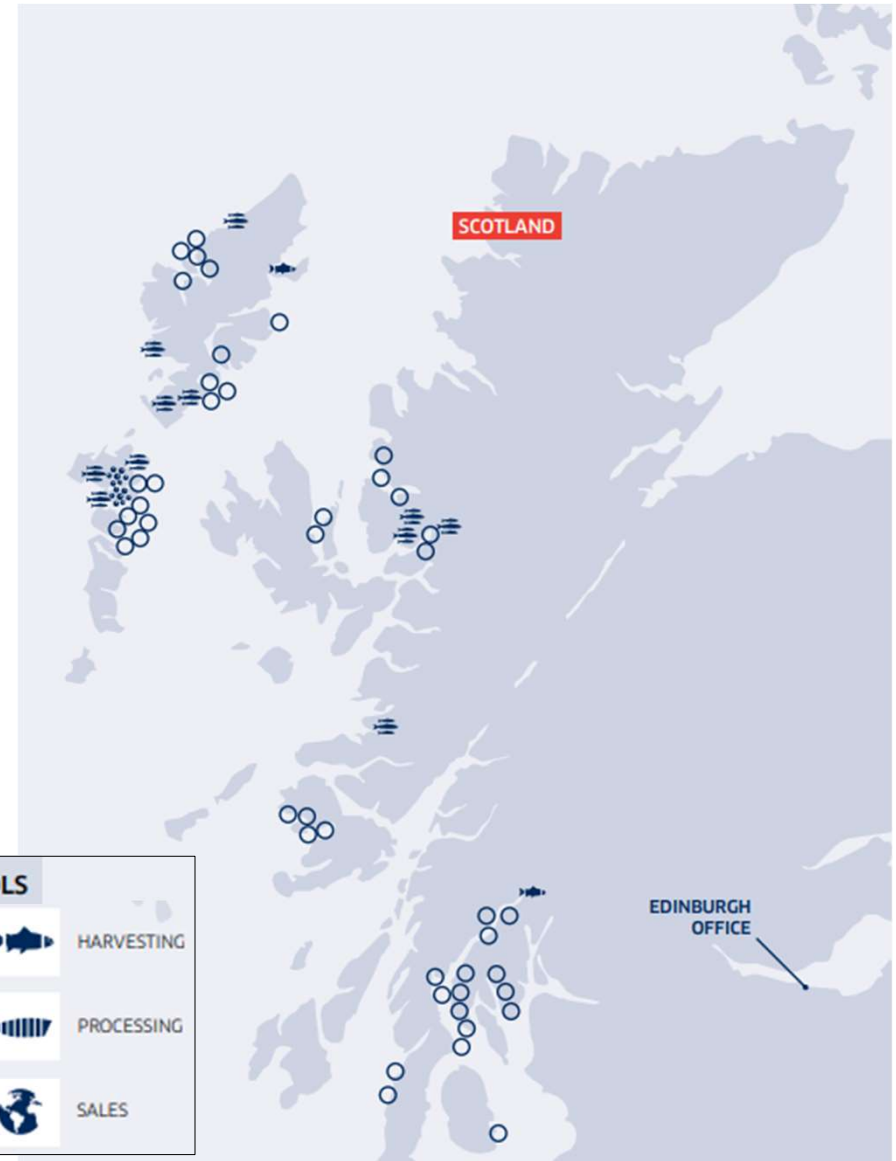 SCOTLAND
EDINBURGH
OFFICE
LS
HARVESTING
PROCESSING
SALES